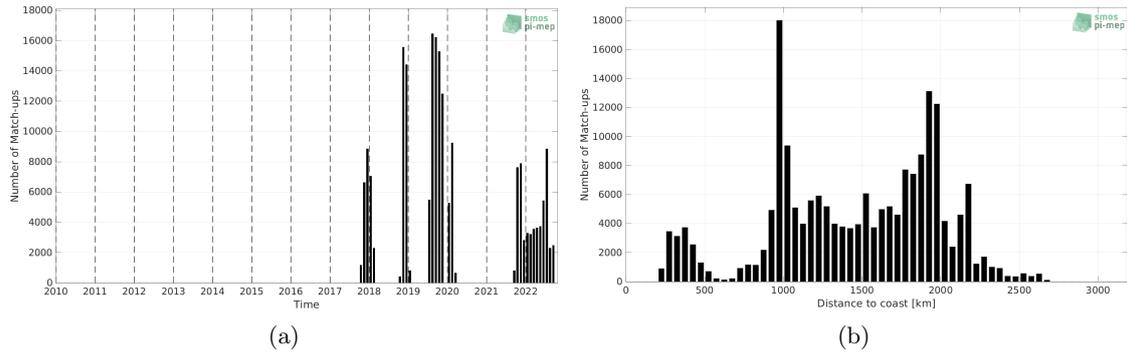 18000
16000
14000
12000
10000
8000
6000
4000
2000
0
Number of Match-ups
2010 2011 2012 2013 2014 2015 2016 2017 2018 2019 2020 2021 2022
Time
smos
pi-mep
(a)
18000
16000
14000
12000
10000
8000
6000
4000
2000
0
Number of Match-ups
0 500 1000 1500 2000 2500 3000
Distance to coast [km]
smos
pi-mep
(b)